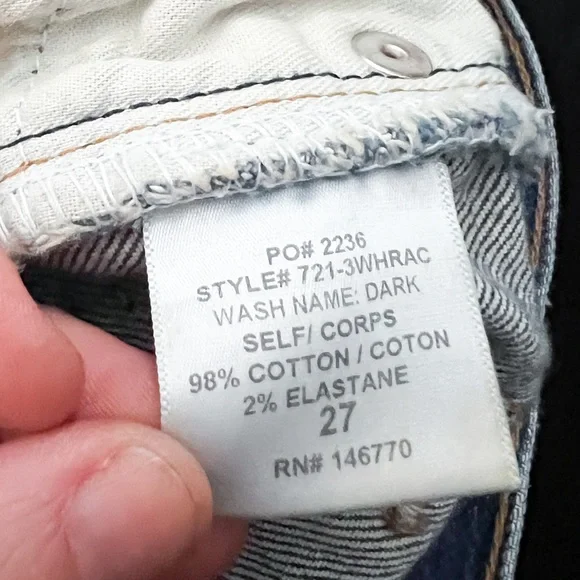 PO# 2236
STYLE# 721-3WHRAC
WASH NAME: DARK
SELF/ CORPS
98% COTTON / COTON
2% ELASTANE
27
RN# 146770